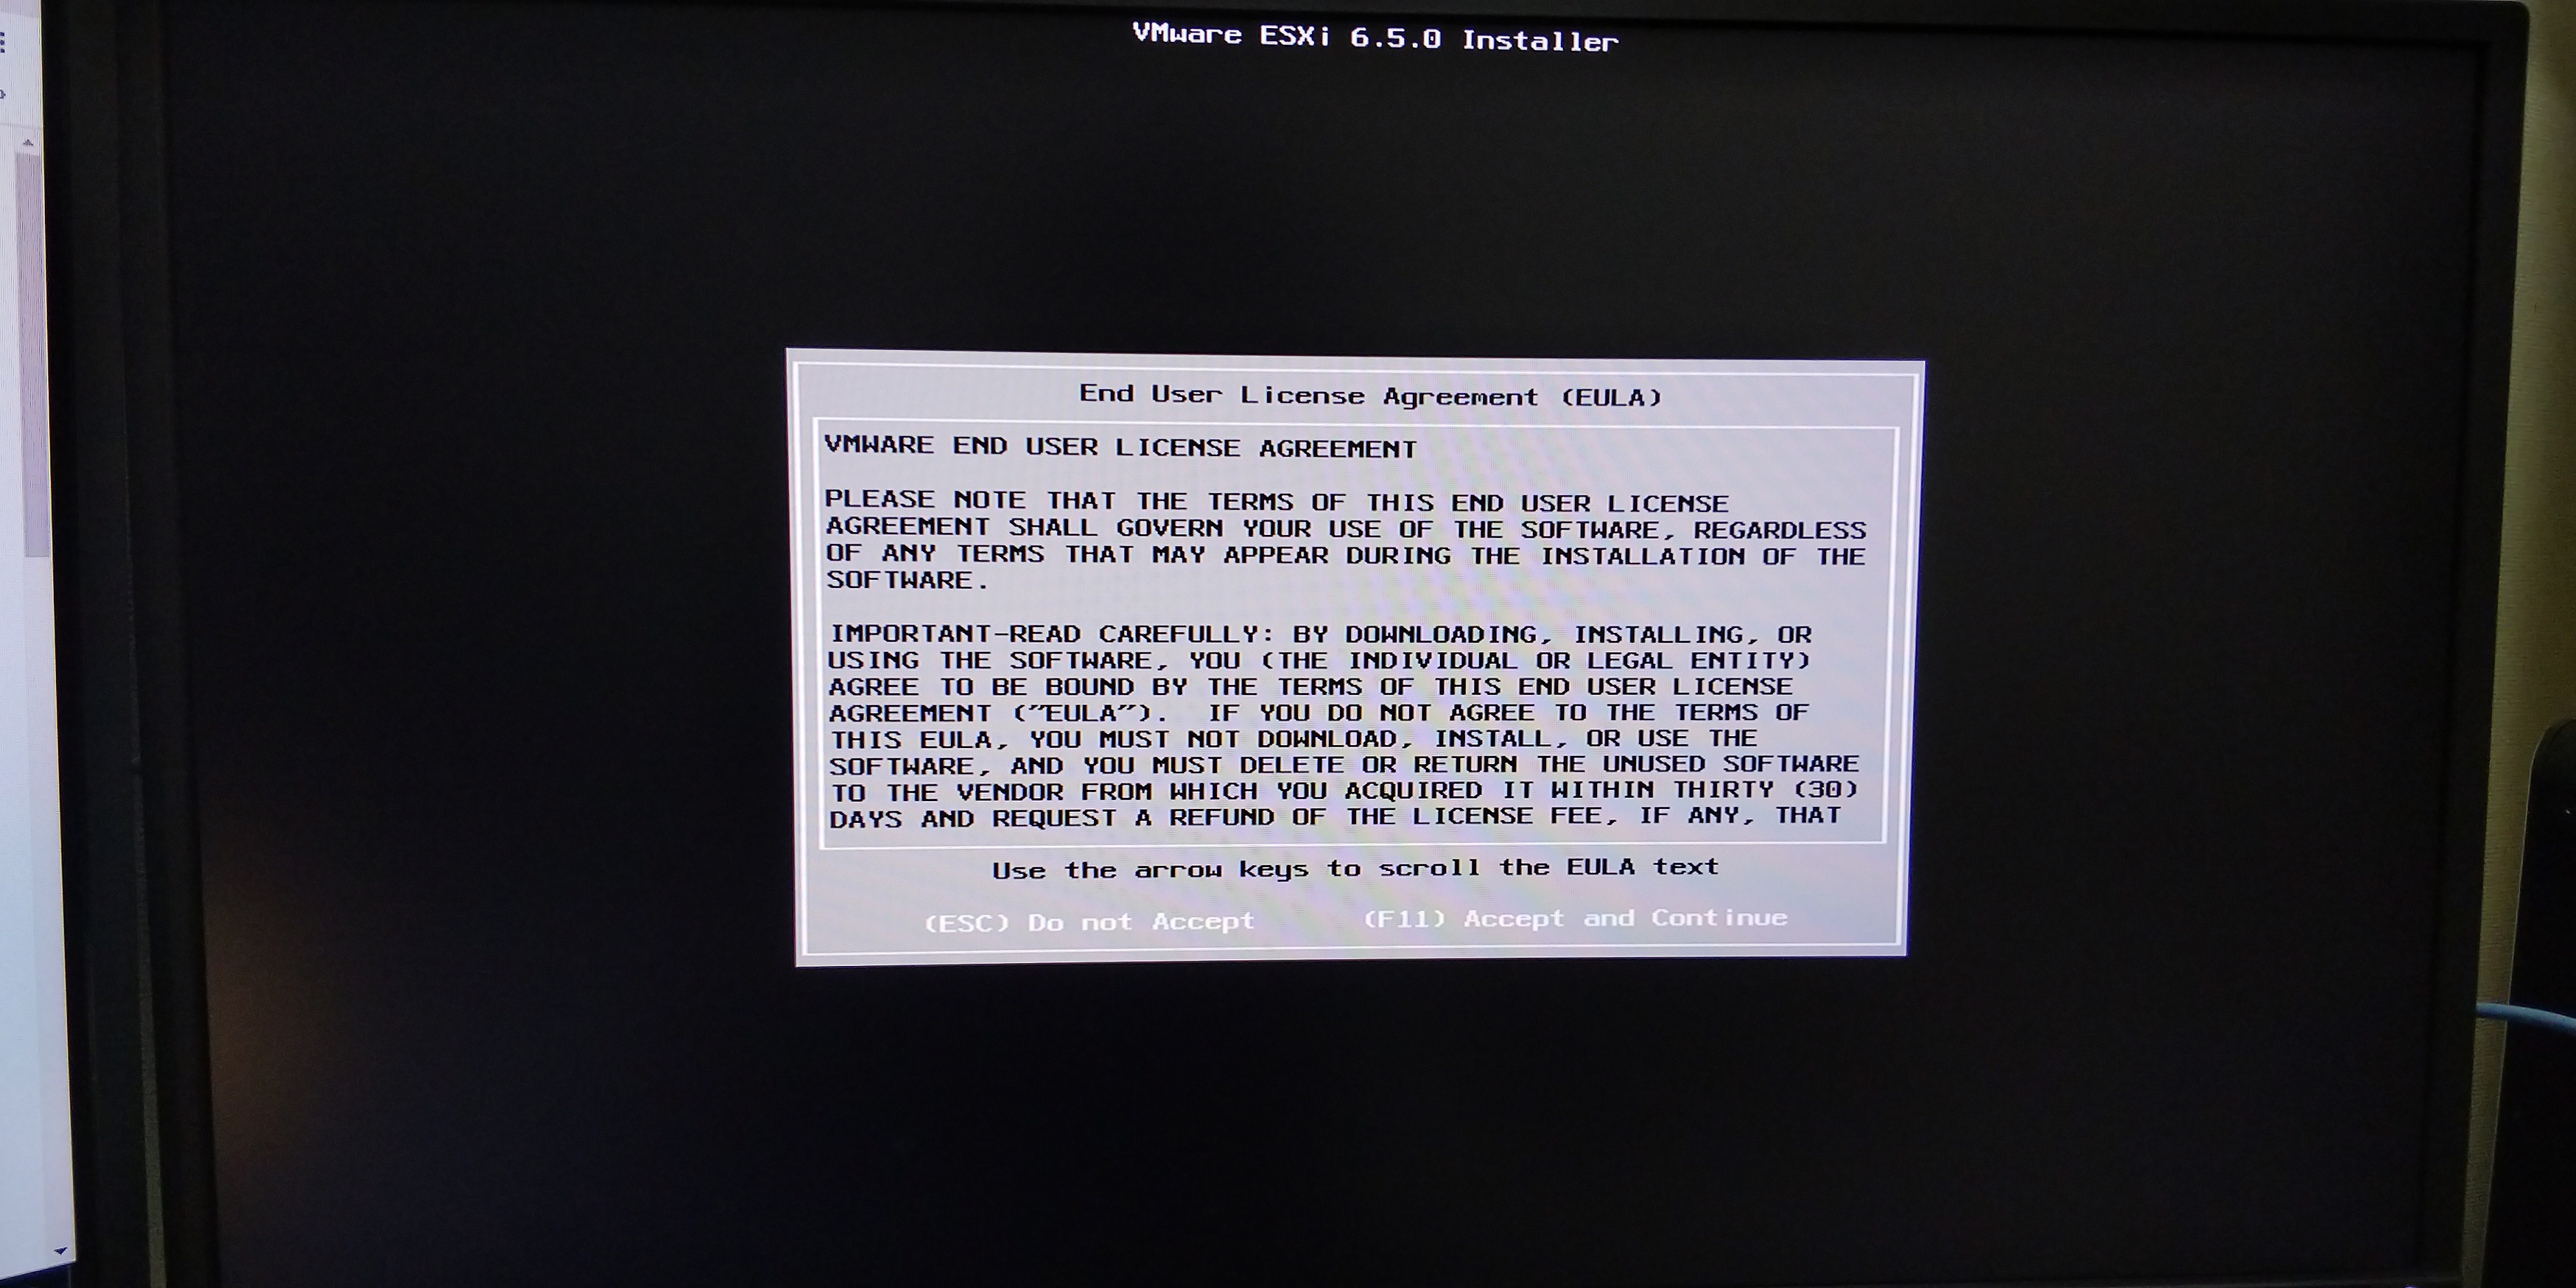 VMware ESXi 6.5.0 Installer
End User License Agreement (EULA)
VMWARE END USER LICENSE AGREEMENT
PLEASE NOTE THAT THE TERMS OF THIS END USER LICENSE
AGREEMENT SHALL GOVERN YOUR USE OF THE SOFTWARE, REGARDLESS
OF ANY TERMS THAT MAY APPEAR DURING THE INSTALLATION OF THE
SOFTWARE.
IMPORTANT-READ CAREFULLY: BY DOWNLOADING, INSTALLING, OR
USING THE SOFTWARE, YOU (THE INDIVIDUAL OR LEGAL ENTITY)
AGREE TO BE BOUND BY THE TERMS OF THIS END USER LICENSE
AGREEMENT ("EULA").  IF YOU DO NOT AGREE TO THE TERMS OF
THIS EULA, YOU MUST NOT DOWNLOAD, INSTALL, OR USE THE
SOFTWARE, AND YOU MUST DELETE OR RETURN THE UNUSED SOFTWARE
TO THE VENDOR FROM WHICH YOU ACQUIRED IT WITHIN THIRTY (30)
DAYS AND REQUEST A REFUND OF THE LICENSE FEE, IF ANY, THAT
Use the arrow keys to scroll the EULA text
(ESC) Do not Accept (F11) Accept and Continue